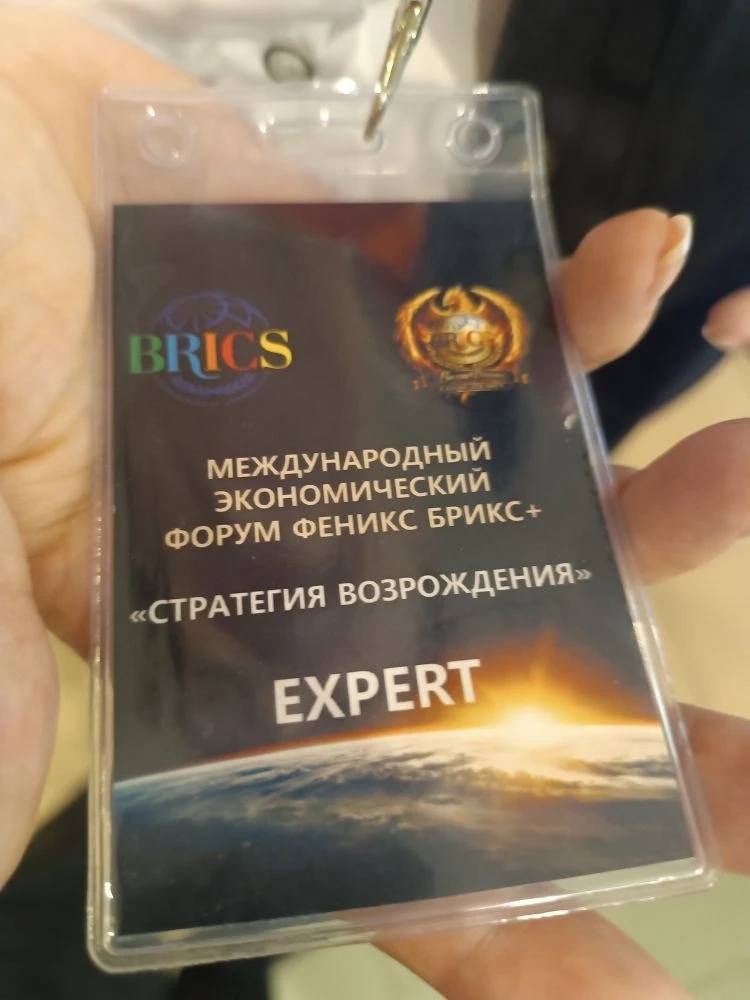 BRICS
МЕЖДУНАРОДНЫЙ
ЭКОНОМИЧЕСКИЙ
ФОРУМ ФЕНИКС БРИКС+
«СТРАТЕГИЯ ВОЗРОЖДЕНИЯ»
EXPERT